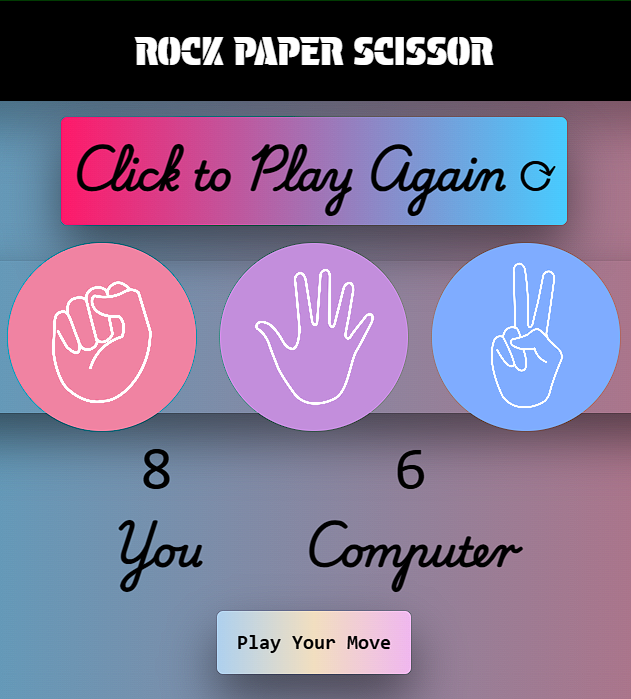 ROCK PAPER SCISSOR
Click to Play Again
8
6
You
Computer
Play Your Move